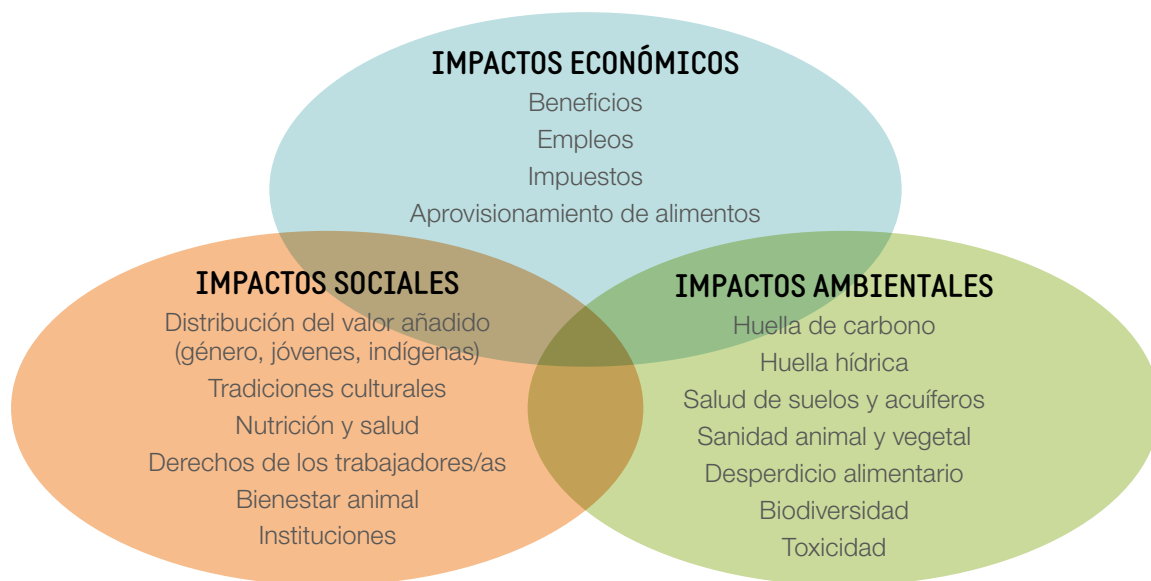 IMPACTOS ECONÓMICOS
Beneficios
Empleos
Impuestos
Aprovisionamiento de alimentos
IMPACTOS SOCIALES
Distribución del valor añadido
(género, jóvenes, indígenas)
Tradiciones culturales
Nutrición y salud
Derechos de los trabajadores/as
Bienestar animal
Instituciones
IMPACTOS AMBIENTALES
Huella de carbono
Huella hídrica
Salud de suelos y acuíferos
Sanidad animal y vegetal
Desperdicio alimentario
Biodiversidad
Toxicidad